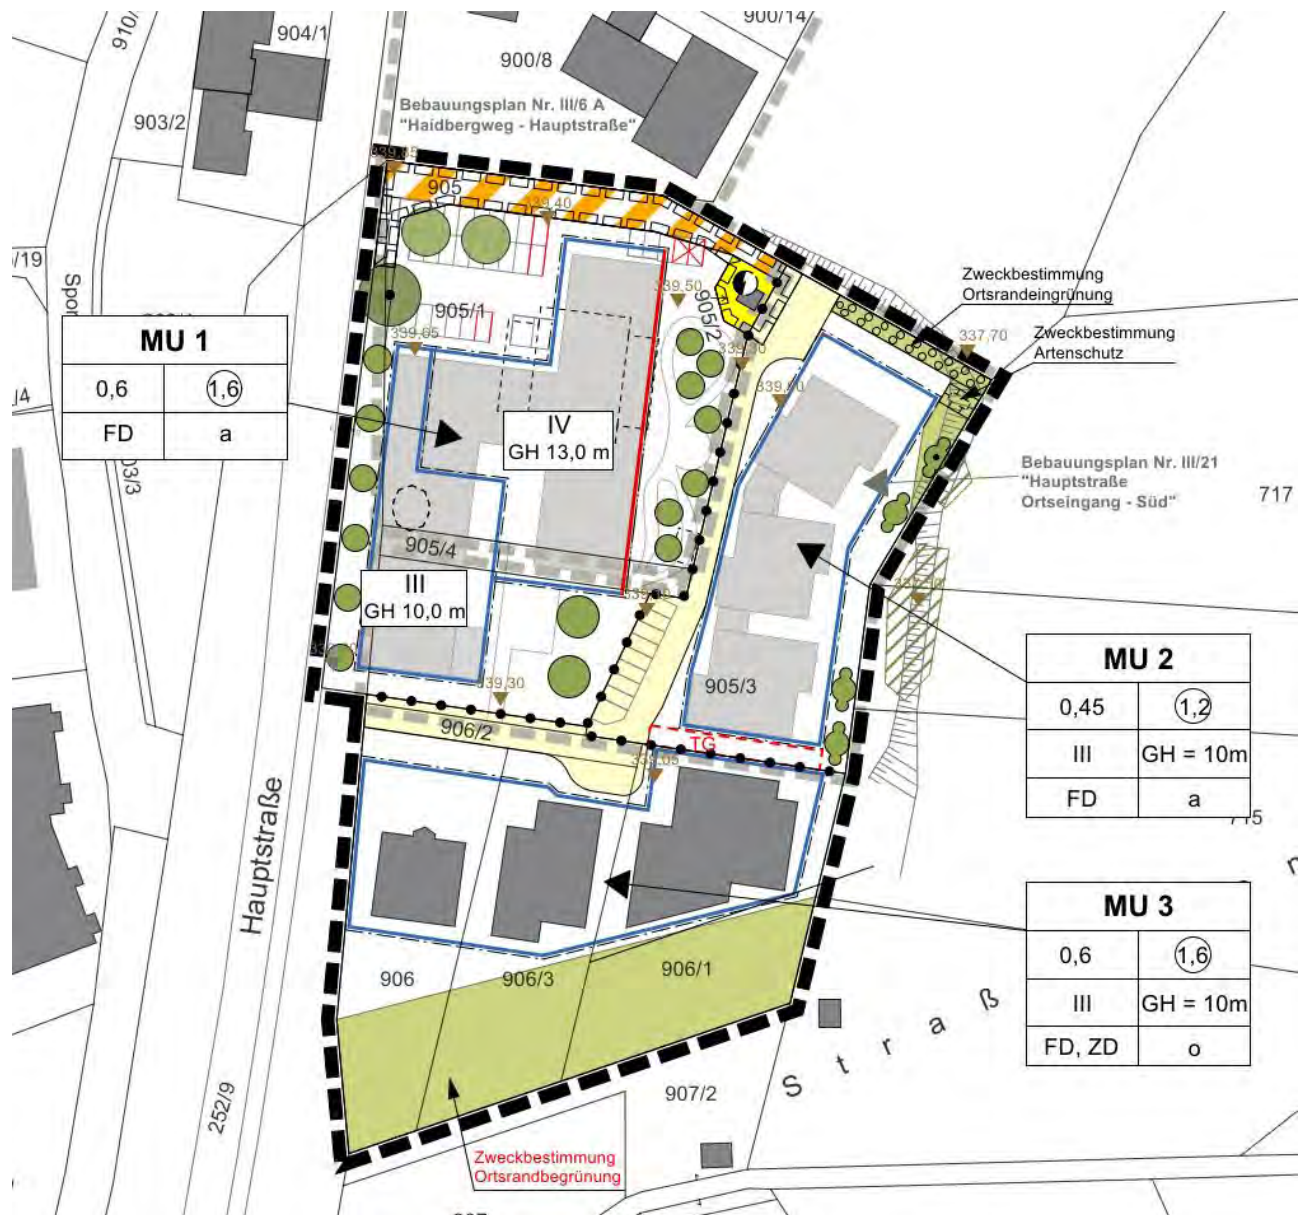 910/
904/1
900/14
900/8
903/2
Bebauungsplan Nr. III/6 A
"Haidbergweg - Hauptstraße"
905
339,40
/19
Spor
339,50
905/2
905/1
339,65
Zweckbestimmung
Ortsrandeingrünung
337,70
Zweckbestimmung
Artenschutz
MU 1
0,6
1,6
FD
a
/4
03/3
IV
GH 13,0 m
Bebauungsplan Nr. III/21
"Hauptstraße
Ortseingang - Süd"
717
905/4
III
GH 10,0 m
905/3
339,30
906/2
TG
MU 2
0,45
1,2
III
GH = 10m
FD
a
Hauptstraße
MU 3
0,6
1,6
III
GH = 10m
FD, ZD
o
906
906/3
906/1
S t r a ß
252/9
907/2
Zweckbestimmung
Ortsrandbegrünung